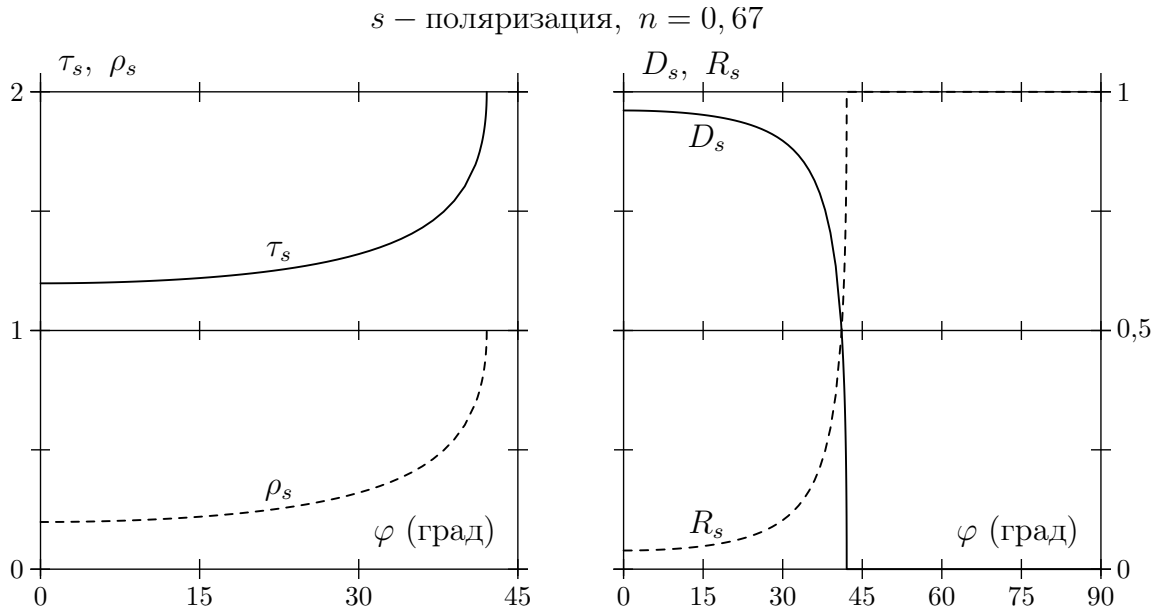 s – поляризация, n = 0,67
τₛ, ρₛ
2
1
0
τₛ
ρₛ
φ (град)
0 15 30 45
Dₛ, Rₛ
1
0,5
0
Dₛ
Rₛ
φ (град)
0 15 30 45 60 75 90